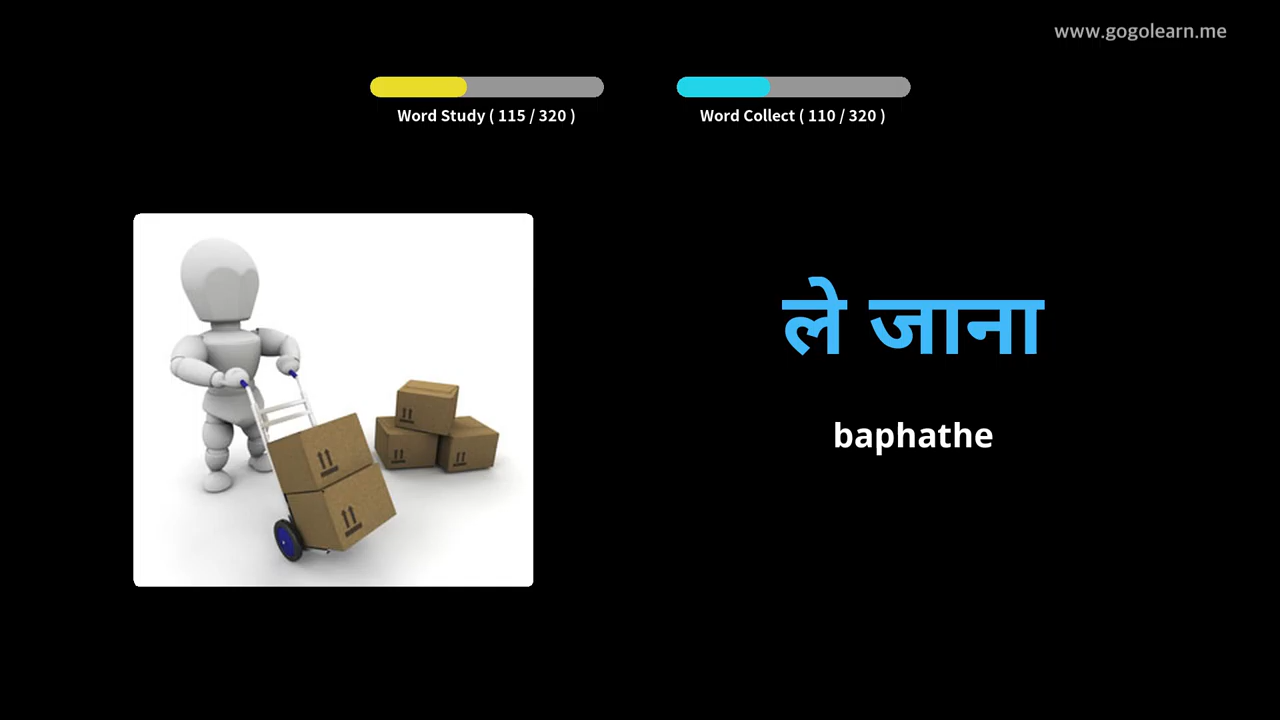 www.gogolearn.me
Word Study ( 115 / 320 )
Word Collect ( 110 / 320 )
ले जाना
baphathe